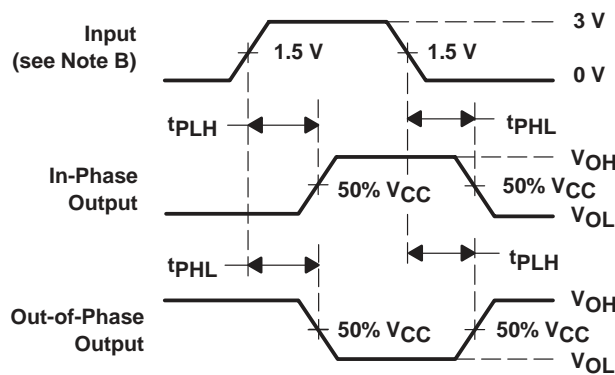 Input
(see Note B)
1.5 V
1.5 V
3 V
0 V
tPLH
tPHL
In-Phase
Output
50% VCC
50% VCC
VOH
VOL
tPHL
tPLH
Out-of-Phase
Output
50% VCC
50% VCC
VOH
VOL